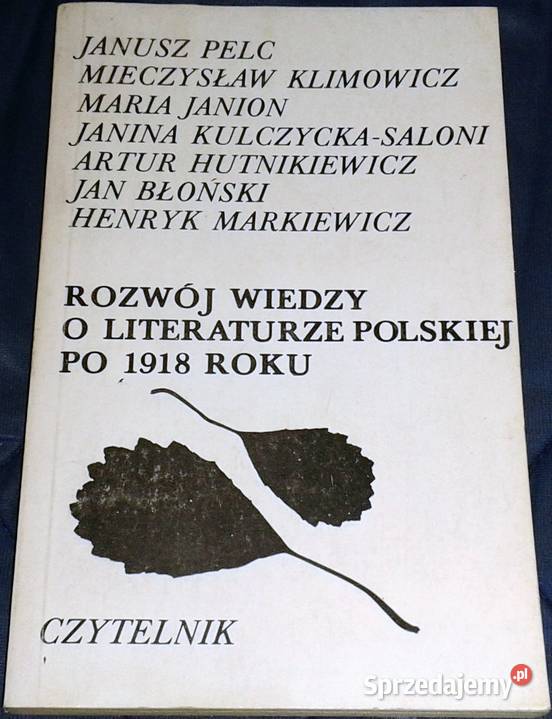 JANUSZ PELC
MIECZYSŁAW KLIMOWICZ
MARIA JANION
JANINA KULCZYCKA-SALONI
ARTUR HUTNIKIEWICZ
JAN BŁOŃSKI
HENRYK MARKIEWICZ
ROZWÓJ WIEDZY
O LITERATURZE POLSKIEJ
PO 1918 ROKU
CZYTELNIK
Sprzedajemy.pl